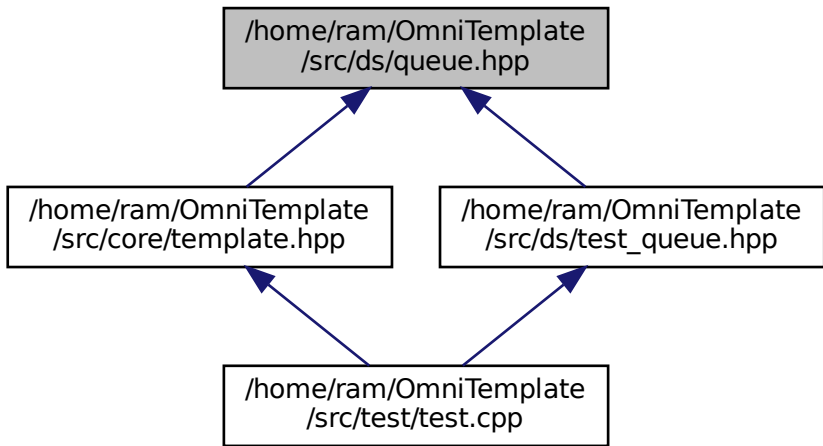 /home/ram/OmniTemplate
/src/ds/queue.hpp
/home/ram/OmniTemplate
/src/core/template.hpp
/home/ram/OmniTemplate
/src/ds/test_queue.hpp
/home/ram/OmniTemplate
/src/test/test.cpp